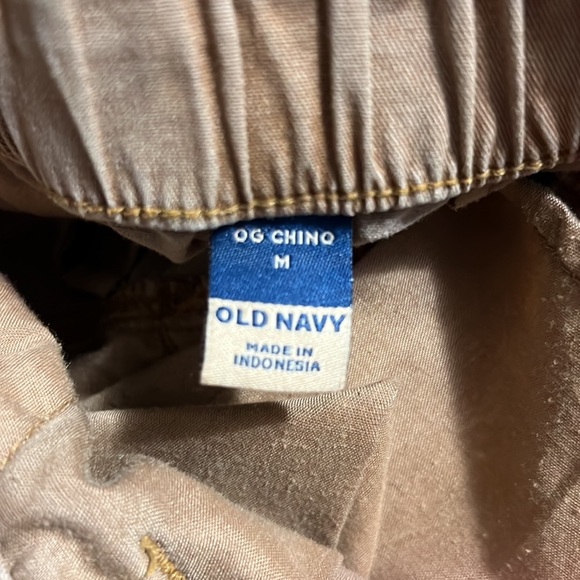 OG CHINO
M
OLD NAVY
MADE IN
INDONESIA